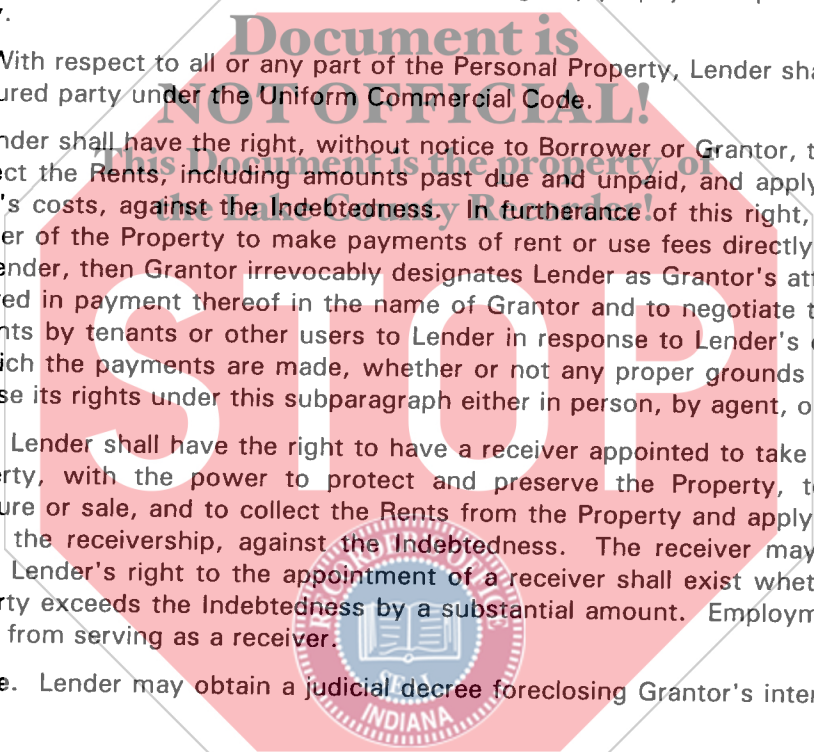 y.
Document is
With respect to all or any part of the Personal Property, Lender sha
ured party under the Uniform Commercial Code.
NOT OFFICIAL!
nder shall have the right, without notice to Borrower or Grantor, t
This Document is the property of
ect the Rents, including amounts past due and unpaid, and apply
's costs, against the Indebtedness. In furtherance of this right,
the Lake County Recorder!
er of the Property to make payments of rent or use fees directly
ender, then Grantor irrevocably designates Lender as Grantor's att
ed in payment thereof in the name of Grantor and to negotiate t
nts by tenants or other users to Lender in response to Lender's
ich the payments are made, whether or not any proper grounds
se its rights under this subparagraph either in person, by agent, o
STOP
Lender shall have the right to have a receiver appointed to take
rty, with the power to protect and preserve the Property, t
ure or sale, and to collect the Rents from the Property and apply
the receivership, against the Indebtedness. The receiver may
Lender's right to the appointment of a receiver shall exist whet
rty exceeds the Indebtedness by a substantial amount. Employm
from serving as a receiver.
RECORDER'S OFFICE
SEAL
INDIANA
e. Lender may obtain a judicial decree foreclosing Grantor's inter